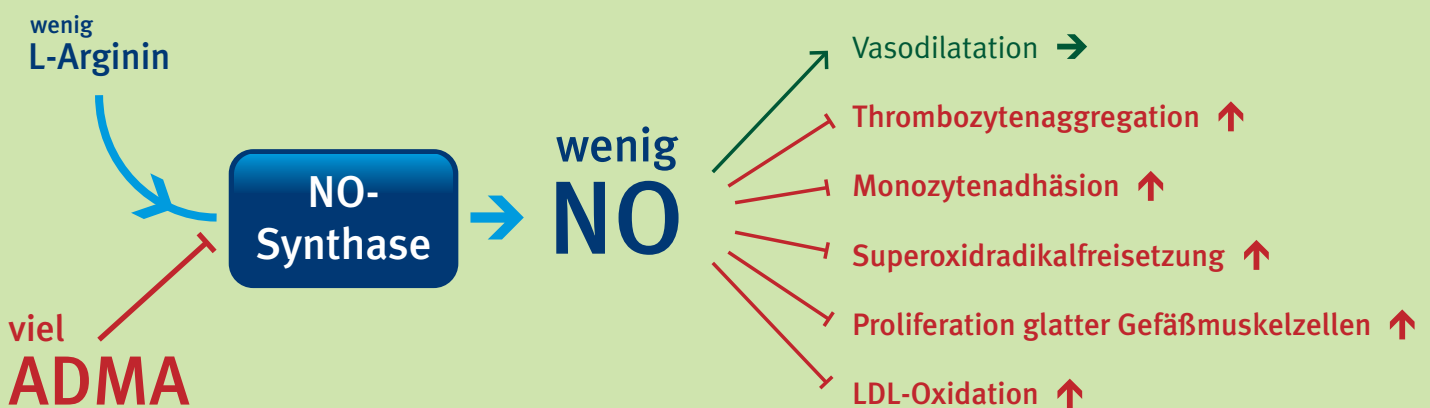 wenig
L-Arginin
viel
ADMA
NO-
Synthase
wenig
NO
Vasodilatation
Thrombozytenaggregation
Monozytenadhäsion
Superoxidradikalfreisetzung
Proliferation glatter Gefäßmuskelzellen
LDL-Oxidation